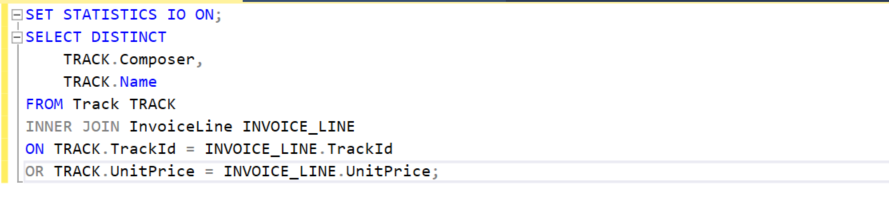 SET STATISTICS IO ON;
SELECT DISTINCT
    TRACK.Composer,
    TRACK.Name
FROM Track TRACK
INNER JOIN InvoiceLine INVOICE_LINE
ON TRACK.TrackId = INVOICE_LINE.TrackId
OR TRACK.UnitPrice = INVOICE_LINE.UnitPrice;